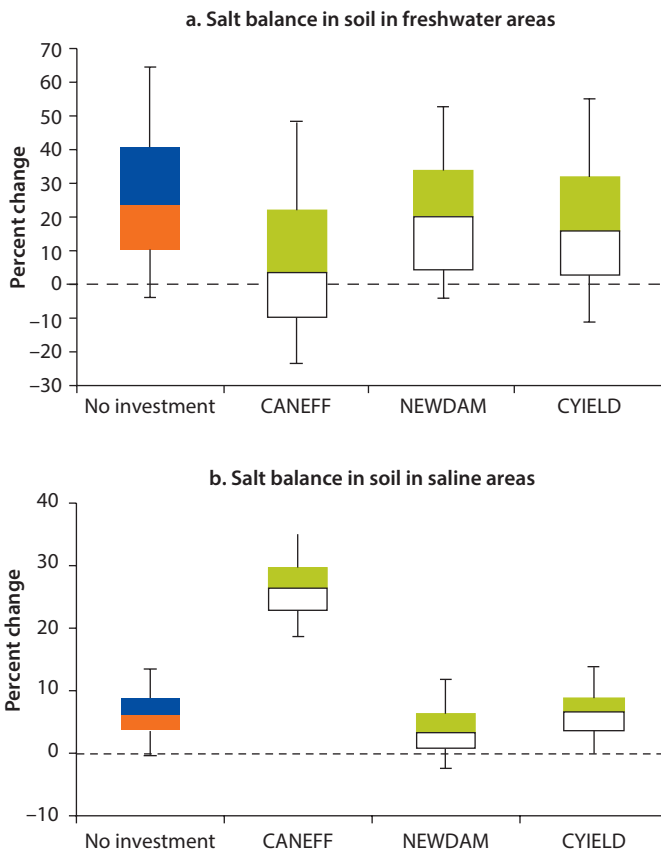 a. Salt balance in soil in freshwater areas
Percent change
70
60
50
40
30
20
10
0
–10
–20
–30
No investment CANEFF NEWDAM CYIELD
b. Salt balance in soil in saline areas
Percent change
40
30
20
10
0
–10
No investment CANEFF NEWDAM CYIELD